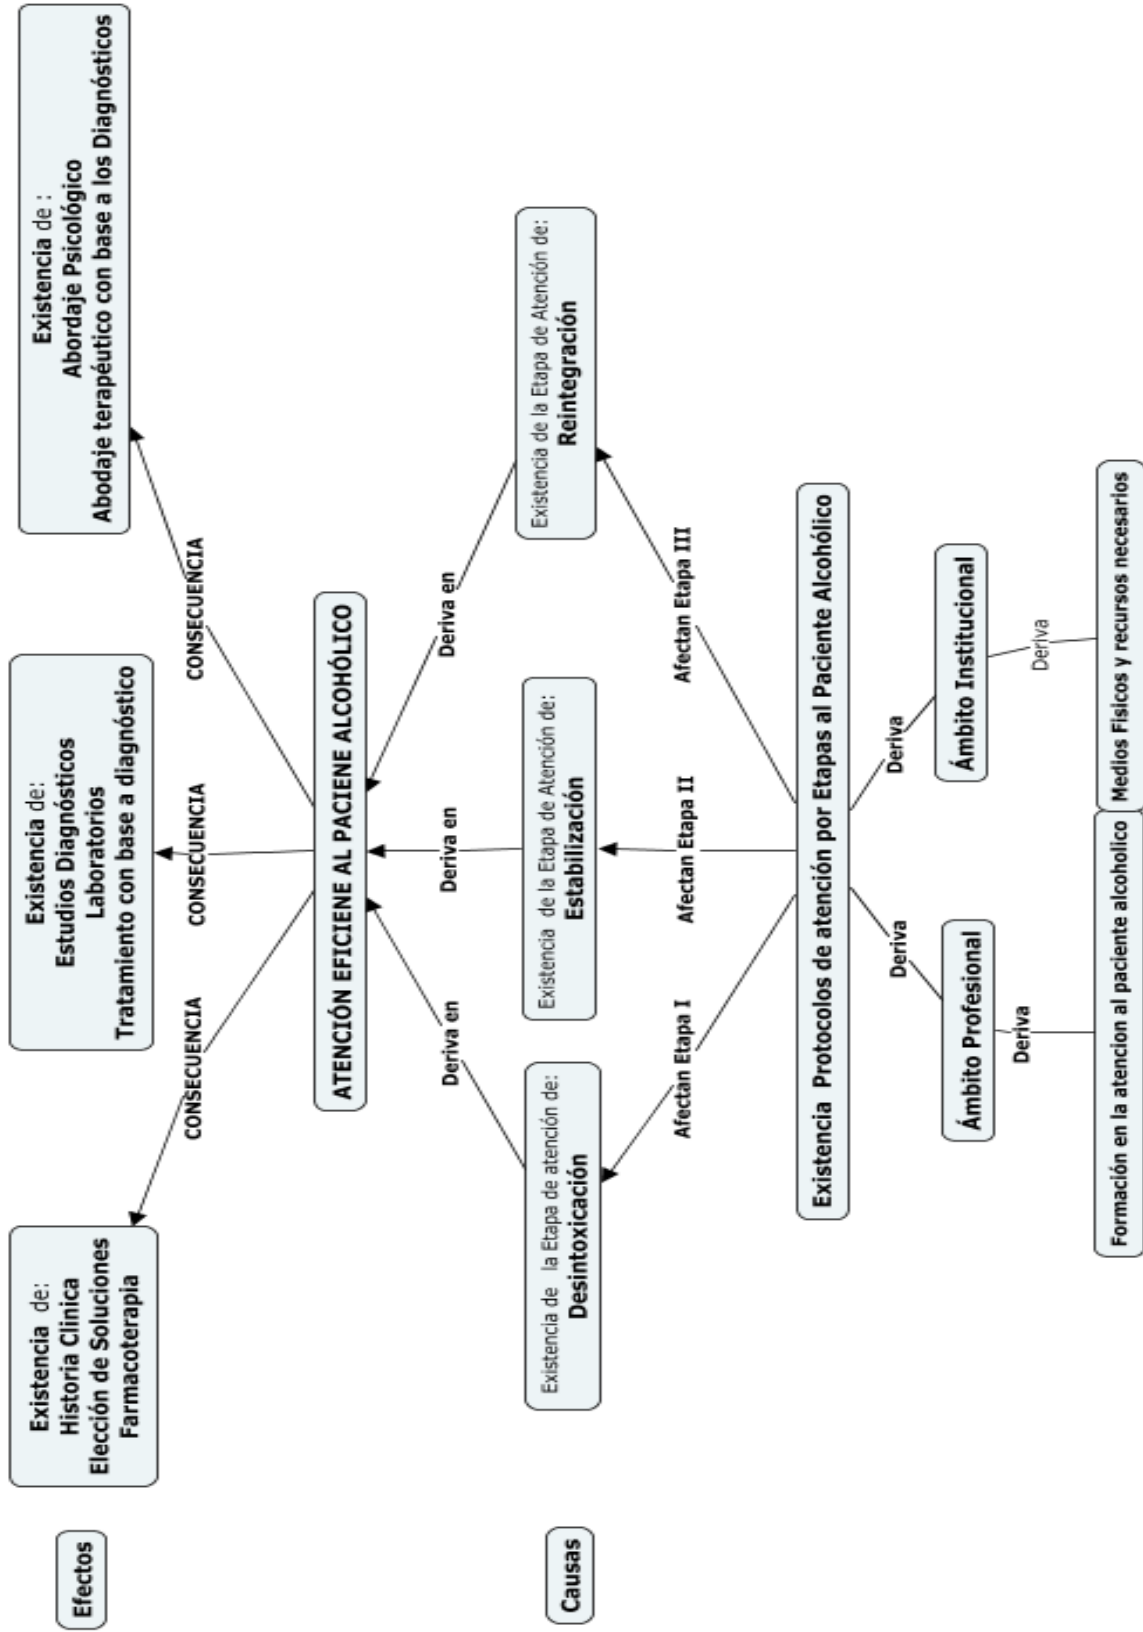 Efectos
Existencia de:
Historia Clinica
Elección de Soluciones
Farmacoterapia
Existencia de:
Estudios Diagnósticos
Laboratorios
Tratamiento con base a diagnóstico
Existencia de :
Abordaje Psicológico
Abodaje terapéutico con base a los Diagnósticos
CONSECUENCIA
CONSECUENCIA
CONSECUENCIA
ATENCIÓN EFICIENE AL PACIENE ALCOHÓLICO
Deriva en
Deriva en
Deriva en
Causas
Existencia de la Etapa de atención de:
Desintoxicación
Existencia de la Etapa de Atención de:
Estabilización
Existencia de la Etapa de Atención de:
Reintegración
Afectan Etapa I
Afectan Etapa II
Afectan Etapa III
Existencia Protocolos de atención por Etapas al Paciente Alcohólico
Deriva
Deriva
Ámbito Profesional
Ámbito Institucional
Deriva
Deriva
Formación en la atencion al paciente alcoholico
Medios Fisicos y recursos necesarios